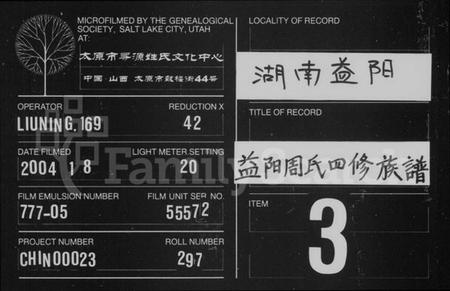 MICROFILMED BY THE GENEALOGICAL
SOCIETY, SALT LAKE CITY, UTAH
AT:
太原市寻源姓民文化中心
中国·山西 太原市鼓楼街44号
OPERATOR REDUCTION X
LIUNING.169 42
DATE FILMED LIGHT METER SETTING
2004 1 8 20
FILM EMULSION NUMBER FILM UNIT SER. NO.
777-05 55572
PROJECT NUMBER ROLL NUMBER
CHIN00023 297
LOCALITY OF RECORD
湖南益阳
TITLE OF RECORD
益阳周氏四修族譜
ITEM
3